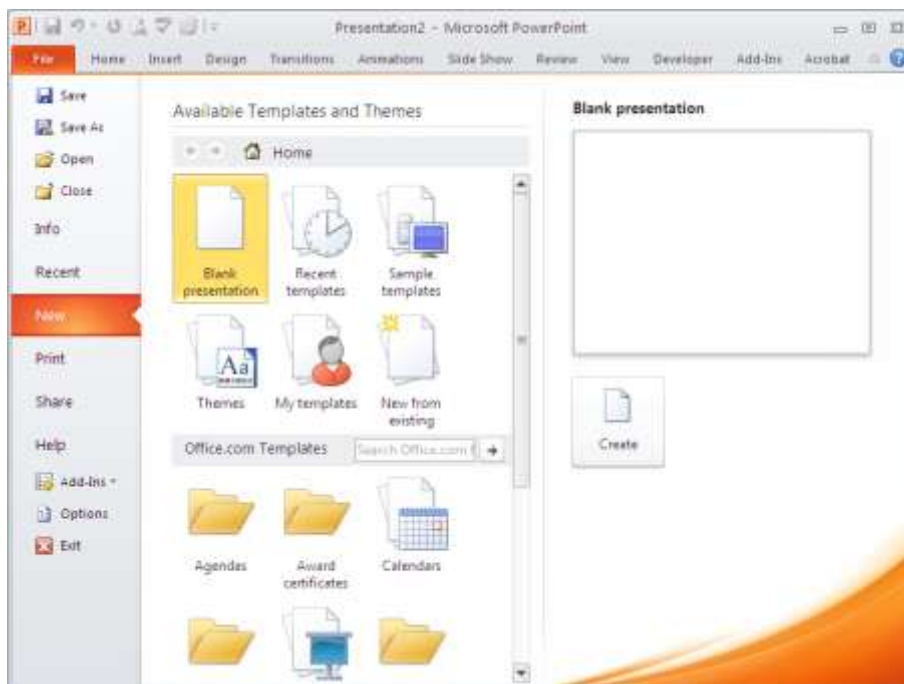 Presentation2 - Microsoft PowerPoint
File Home Insert Design Transitions Animations Slide Show Review View Developer Add-Ins Acrobat
Save
Save As
Open
Close
Info
Recent
New
Print
Share
Help
Add-Ins
Options
Exit
Available Templates and Themes
Home
Blank
presentation
Recent
templates
Sample
templates
Themes
My templates
New from
existing
Office.com Templates
Search Office.com
Agendas
Award
certificates
Calendars
Blank presentation
Create